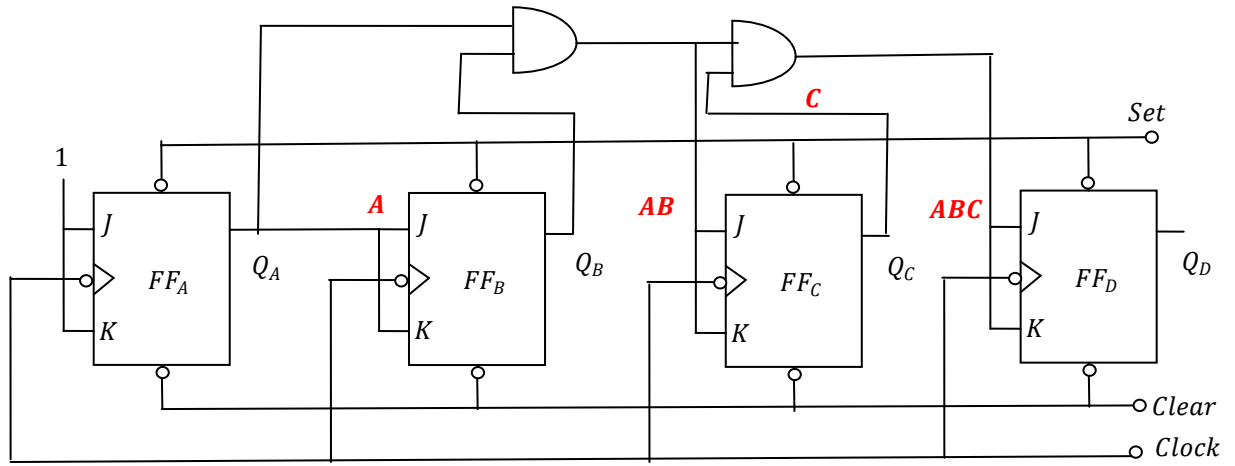 C
Set
1
A
AB
ABC
J
J
J
J
Q_A
Q_B
Q_C
Q_D
FF_A
FF_B
FF_C
FF_D
K
K
K
K
Clear
Clock